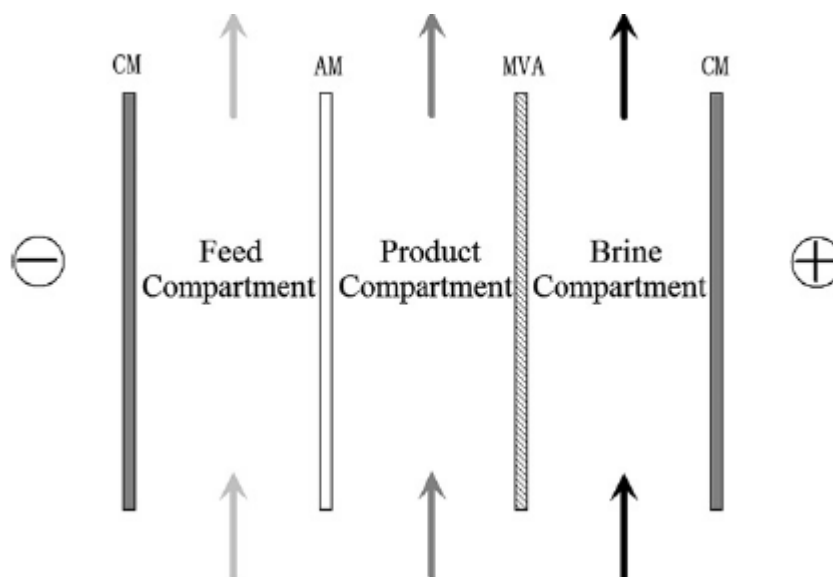 CM AM MVA CM
Feed Compartment
Product Compartment
Brine Compartment
− +